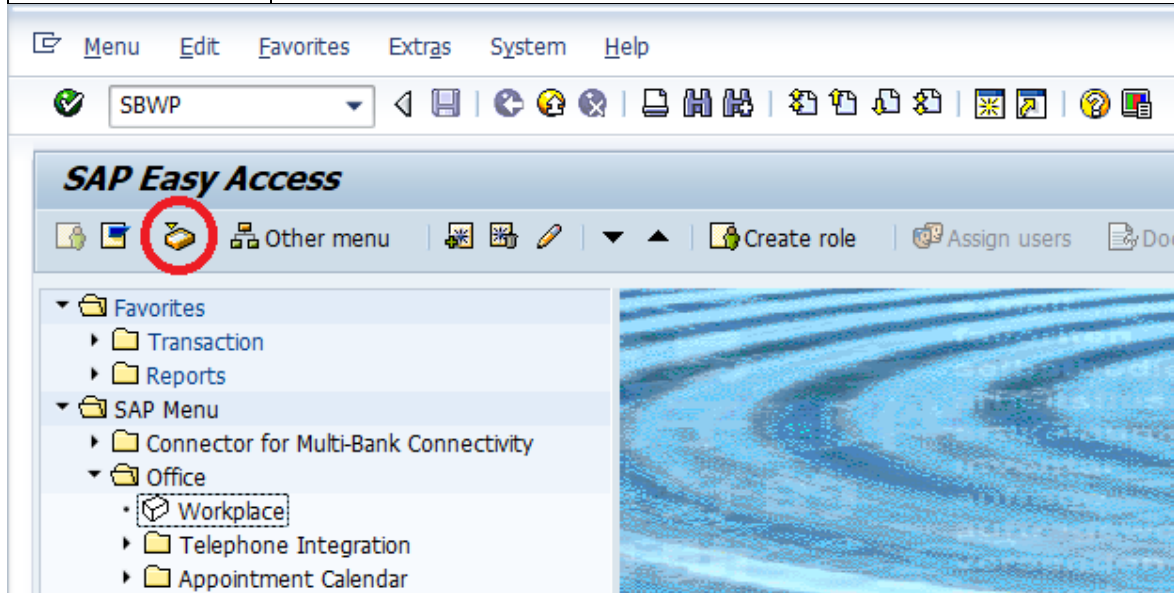 Menu Edit Favorites Extras System Help
SBWP
SAP Easy Access
Other menu Create role Assign users Doc
Favorites
Transaction
Reports
SAP Menu
Connector for Multi-Bank Connectivity
Office
Workplace
Telephone Integration
Appointment Calendar